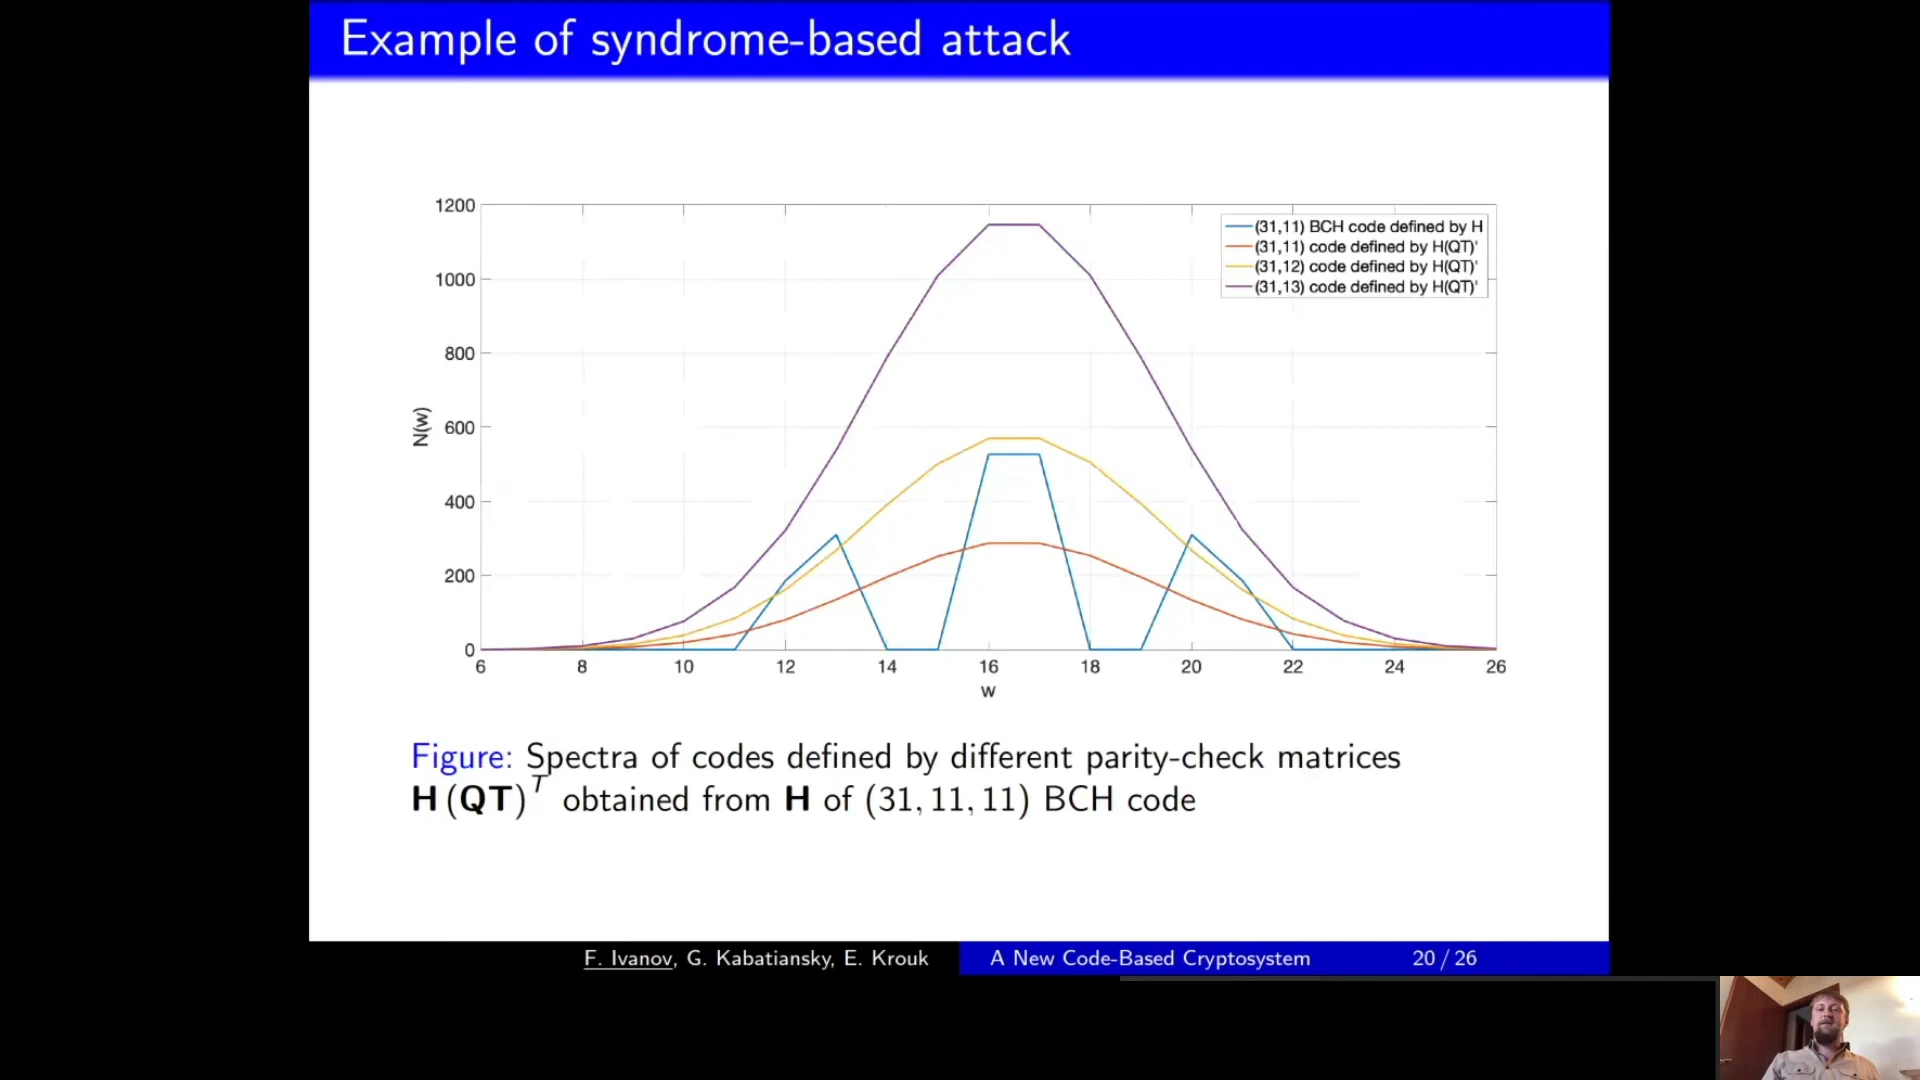 Example of syndrome-based attack
1200
1000
800
600
400
200
0
N(w)
6 8 10 12 14 16 18 20 22 24 26
w
(31,11) BCH code defined by H
(31,11) code defined by H(QT)'
(31,12) code defined by H(QT)'
(31,13) code defined by H(QT)'
Figure: Spectra of codes defined by different parity-check matrices
H (QT)^T obtained from H of (31, 11, 11) BCH code
F. Ivanov, G. Kabatiansky, E. Krouk A New Code-Based Cryptosystem 20 / 26